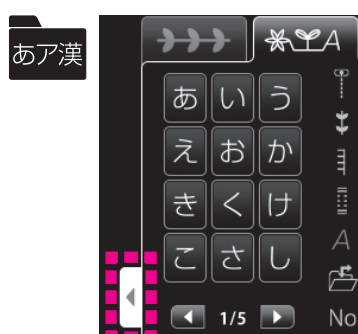 あア漢
A
あ い う
え お か
き く け
A
こ さ し
1/5 No